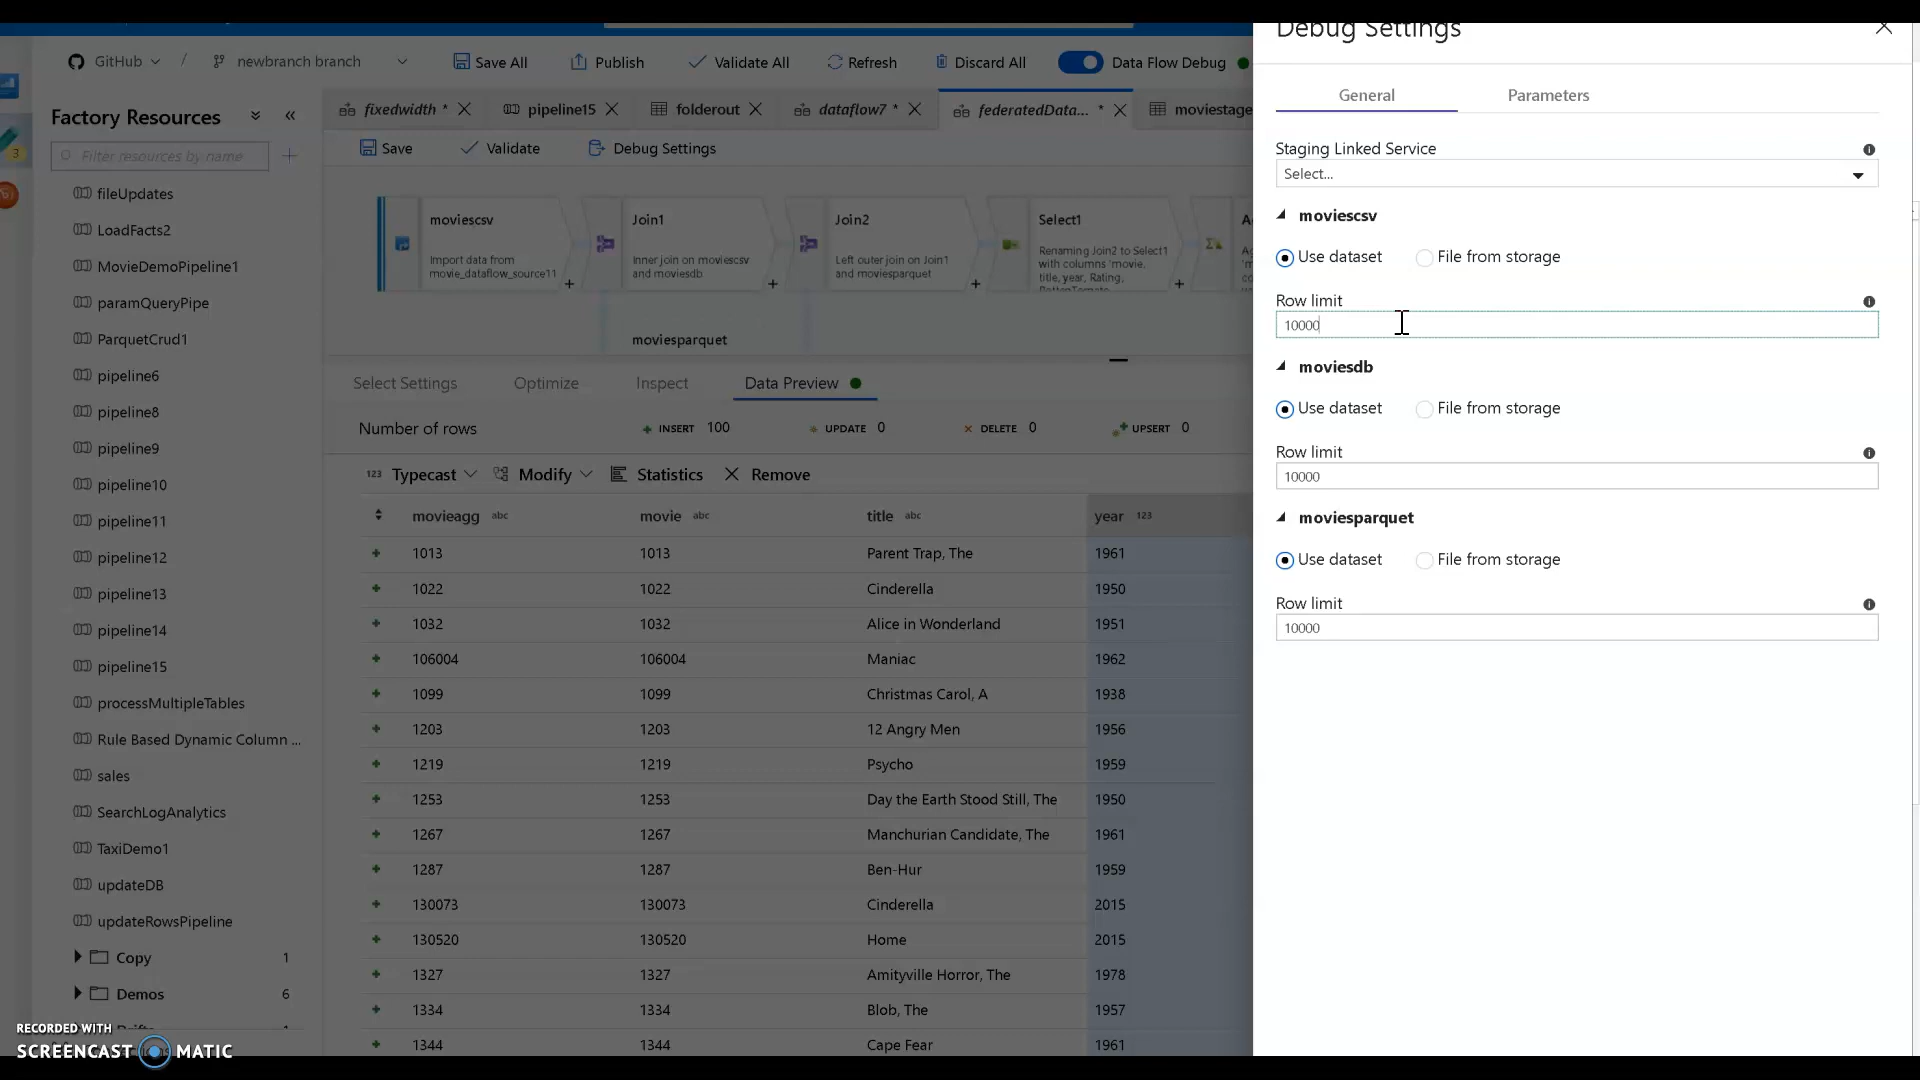 Debug Settings
GitHub / newbranch branch Save All Publish Validate All Refresh Discard All Data Flow Debug
General Parameters
Factory Resources
fixedwidth * pipeline15 folderout dataflow7 * federatedData... * moviestage
Filter resources by name
Save Validate Debug Settings
Staging Linked Service
Select...
fileUpdates
LoadFacts2
MovieDemoPipeline1
paramQueryPipe
ParquetCrud1
pipeline6
pipeline8
pipeline9
pipeline10
pipeline11
pipeline12
pipeline13
pipeline14
pipeline15
processMultipleTables
Rule Based Dynamic Column ...
sales
SearchLogAnalytics
TaxiDemo1
updateDB
updateRowsPipeline
Copy 1
Demos 6
3
moviescsv
Import data from
movie_dataflow_source11
Join1
Inner join on moviescsv
and moviesdb
Join2
Left outer join on Join1
and moviesparquet
Select1
Renaming Join2 to Select1
with columns 'movie,
title, year, Rating,
moviesparquet
Select Settings Optimize Inspect Data Preview
Number of rows INSERT 100 UPDATE 0 DELETE 0 UPSERT 0
123 Typecast Modify Statistics Remove
movieagg abc movie abc title abc year 123
1013 1013 Parent Trap, The 1961
1022 1022 Cinderella 1950
1032 1032 Alice in Wonderland 1951
106004 106004 Maniac 1962
1099 1099 Christmas Carol, A 1938
1203 1203 12 Angry Men 1956
1219 1219 Psycho 1959
1253 1253 Day the Earth Stood Still, The 1950
1267 1267 Manchurian Candidate, The 1961
1287 1287 Ben-Hur 1959
130073 130073 Cinderella 2015
130520 130520 Home 2015
1327 1327 Amityville Horror, The 1978
1334 1334 Blob, The 1957
1344 1344 Cape Fear 1961
moviescsv
Use dataset File from storage
Row limit
10000
moviesdb
Use dataset File from storage
Row limit
10000
moviesparquet
Use dataset File from storage
Row limit
10000
RECORDED WITH
SCREENCAST MATIC